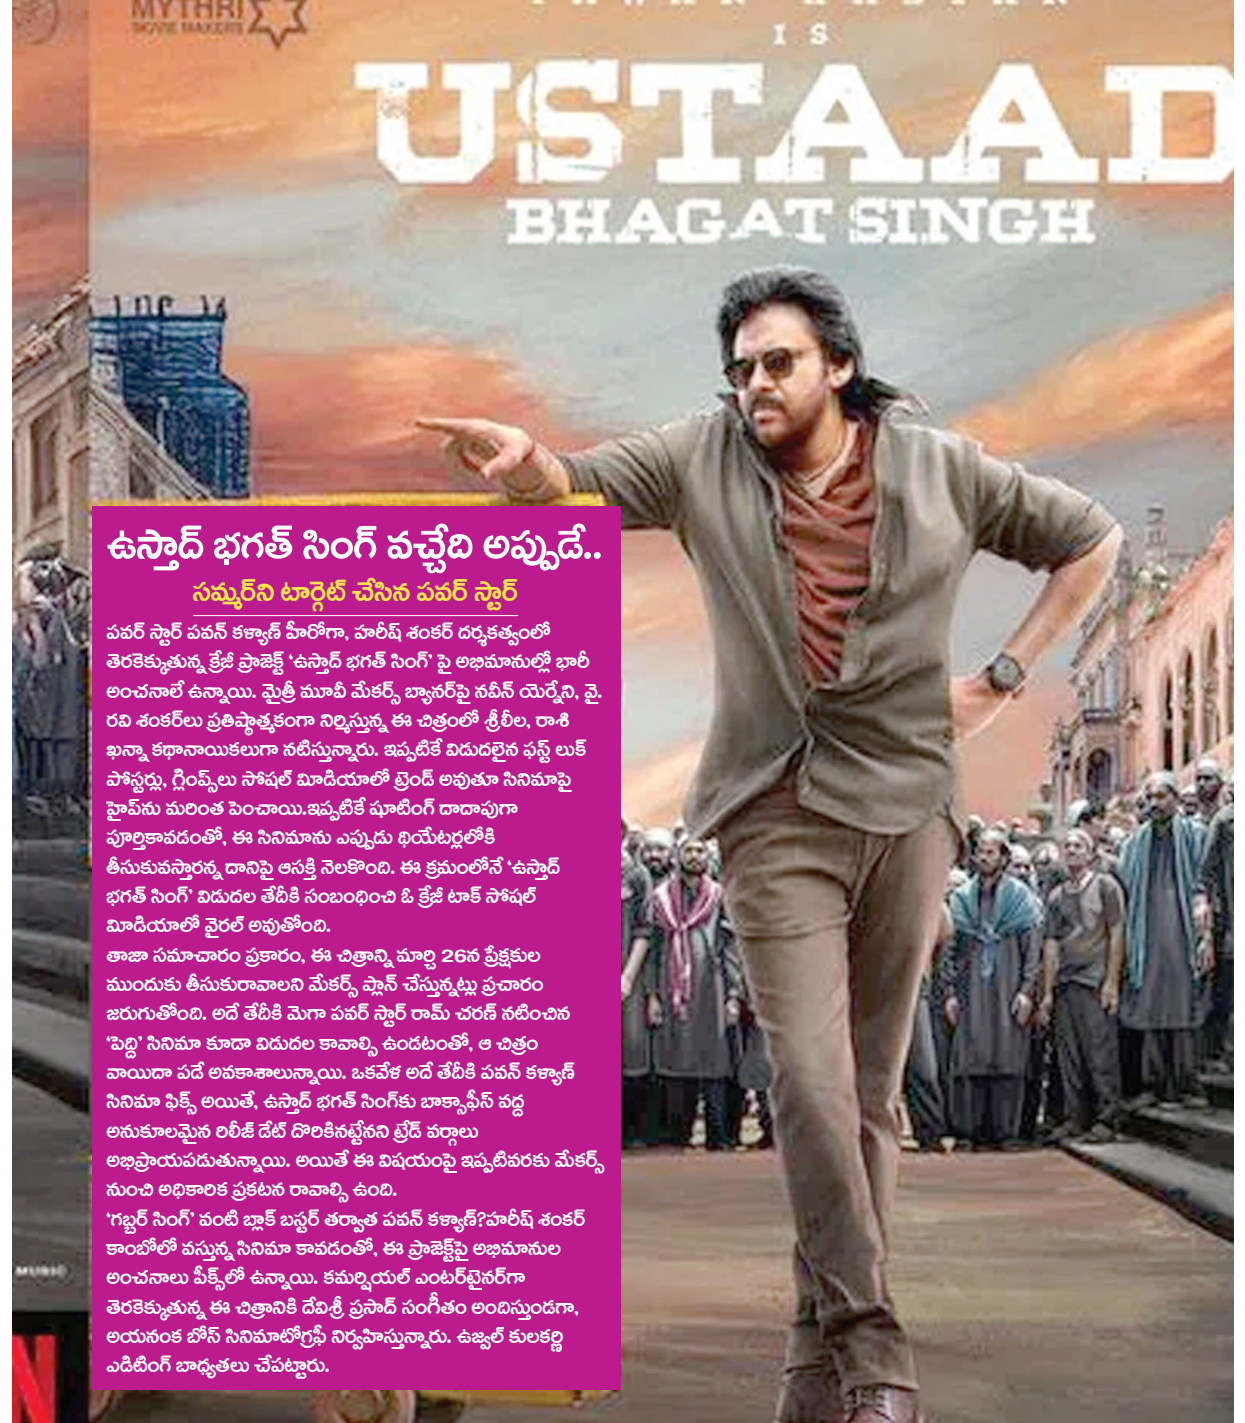 MYTHRI
MOVIE MAKERS
PAWAN KALYAN
IS
USTAAD
BHAGAT SINGH
ఉస్తాద్ భగత్ సింగ్ వచ్చేది అప్పుడే..
సమ్మర్‌ని టార్గెట్ చేసిన పవర్ స్టార్
పవర్ స్టార్ పవన్ కళ్యాణ్ హీరోగా, హరీష్ శంకర్ దర్శకత్వంలో
తెరకెక్కుతున్న క్రేజీ ప్రాజెక్ట్ ‘ఉస్తాద్ భగత్ సింగ్’ పై అభిమానుల్లో భారీ
అంచనాలే ఉన్నాయి. మైత్రీ మూవీ మేకర్స్ బ్యానర్‌పై నవీన్ యెర్నేని, వై.
రవి శంకర్‌లు ప్రతిష్ఠాత్మకంగా నిర్మిస్తున్న ఈ చిత్రంలో శ్రీలీల, రాశి
ఖన్నా కథానాయికలుగా నటిస్తున్నారు. ఇప్పటికే విడుదలైన ఫస్ట్ లుక్
పోస్టర్లు, గ్లింప్స్‌లు సోషల్ మీడియాలో ట్రెండ్ అవుతూ సినిమాపై
హైప్‌ను మరింత పెంచాయి.ఇప్పటికే షూటింగ్ దాదాపుగా
పూర్తికావడంతో, ఈ సినిమాను ఎప్పుడు థియేటర్లలోకి
తీసుకువస్తారన్న దానిపై ఆసక్తి నెలకొంది. ఈ క్రమంలోనే ‘ఉస్తాద్
భగత్ సింగ్’ విడుదల తేదీకి సంబంధించి ఓ క్రేజీ టాక్ సోషల్
మీడియాలో వైరల్ అవుతోంది.
తాజా సమాచారం ప్రకారం, ఈ చిత్రాన్ని మార్చి 26న ప్రేక్షకుల
ముందుకు తీసుకురావాలని మేకర్స్ ప్లాన్ చేస్తున్నట్లు ప్రచారం
జరుగుతోంది. అదే తేదీకి మెగా పవర్ స్టార్ రామ్ చరణ్ నటించిన
‘పెద్ది’ సినిమా కూడా విడుదల కావాల్సి ఉండటంతో, ఆ చిత్రం
వాయిదా పడే అవకాశాలున్నాయి. ఒకవేళ అదే తేదీకి పవన్ కళ్యాణ్
సినిమా ఫిక్స్ అయితే, ఉస్తాద్ భగత్ సింగ్‌కు బాక్సాఫీస్ వద్ద
అనుకూలమైన రిలీజ్ డేట్ దొరికినట్టేనని ట్రేడ్ వర్గాలు
అభిప్రాయపడుతున్నాయి. అయితే ఈ విషయంపై ఇప్పటివరకు మేకర్స్
నుంచి అధికారిక ప్రకటన రావాల్సి ఉంది.
‘గబ్బర్ సింగ్’ వంటి బ్లాక్ బస్టర్ తర్వాత పవన్ కళ్యాణ్?హరీష్ శంకర్
కాంబోలో వస్తున్న సినిమా కావడంతో, ఈ ప్రాజెక్ట్‌పై అభిమానుల
అంచనాలు పీక్స్‌లో ఉన్నాయి. కమర్షియల్ ఎంటర్‌టైనర్‌గా
తెరకెక్కుతున్న ఈ చిత్రానికి దేవిశ్రీ ప్రసాద్ సంగీతం అందిస్తుండగా,
అయనంక బోస్ సినిమాటోగ్రఫీ నిర్వహిస్తున్నారు. ఉజ్వల్ కులకర్ణి
ఎడిటింగ్ బాధ్యతలు చేపట్టారు.
MUSIC
N